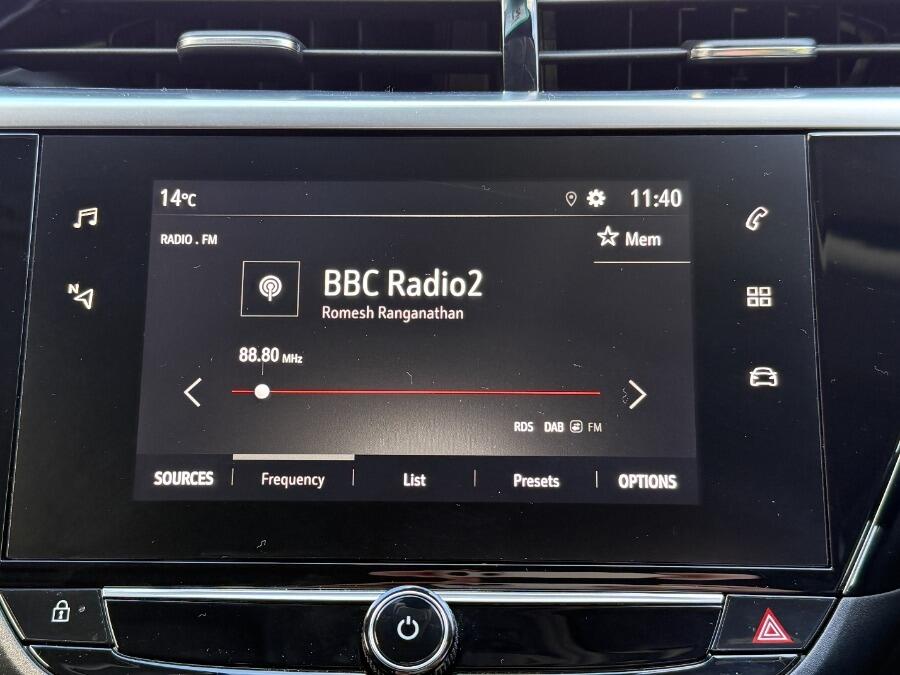 14°C 11:40
RADIO . FM ☆ Mem
BBC Radio2
Romesh Ranganathan
N
88.80 MHz
RDS DAB FM
SOURCES Frequency List Presets OPTIONS